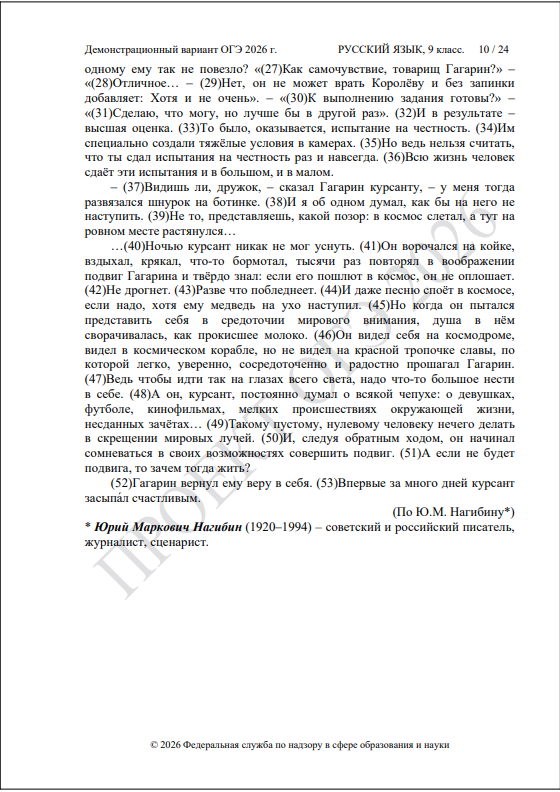 Демонстрационный вариант ОГЭ 2026 г. РУССКИЙ ЯЗЫК, 9 класс. 10 / 24
одному ему так не повезло? «(27)Как самочувствие, товарищ Гагарин?» –
«(28)Отличное… – (29)Нет, он не может врать Королёву и без запинки
добавляет: Хотя и не очень». – «(30)К выполнению задания готовы?» –
«(31)Сделаю, что могу, но лучше бы в другой раз». (32)И в результате –
высшая оценка. (33)То было, оказывается, испытание на честность. (34)Им
специально создали тяжёлые условия в камерах. (35)Но ведь нельзя считать,
что ты сдал испытания на честность раз и навсегда. (36)Всю жизнь человек
сдаёт эти испытания и в большом, и в малом.
– (37)Видишь ли, дружок, – сказал Гагарин курсанту, – у меня тогда
развязался шнурок на ботинке. (38)И я об одном думал, как бы на него не
наступить. (39)Не то, представляешь, какой позор: в космос слетал, а тут на
ровном месте растянулся…
…(40)Ночью курсант никак не мог уснуть. (41)Он ворочался на койке,
вздыхал, крякал, что-то бормотал, тысячи раз повторял в воображении
подвиг Гагарина и твёрдо знал: если его пошлют в космос, он не оплошает.
(42)Не дрогнет. (43)Разве что побледнеет. (44)И даже песню споёт в космосе,
если надо, хотя ему медведь на ухо наступил. (45)Но когда он пытался
представить себя в средоточии мирового внимания, душа в нём
сворачивалась, как прокисшее молоко. (46)Он видел себя на космодроме,
видел в космическом корабле, но не видел на красной тропочке славы, по
которой легко, уверенно, сосредоточенно и радостно прошагал Гагарин.
(47)Ведь чтобы идти так на глазах всего света, надо что-то большое нести
в себе. (48)А он, курсант, постоянно думал о всякой чепухе: о девушках,
футболе, кинофильмах, мелких происшествиях окружающей жизни,
несданных зачётах… (49)Такому пустому, нулевому человеку нечего делать
в скрещении мировых лучей. (50)И, следуя обратным ходом, он начинал
сомневаться в своих возможностях совершить подвиг. (51)А если не будет
подвига, то зачем тогда жить?
(52)Гагарин вернул ему веру в себя. (53)Впервые за много дней курсант
засыпа́л счастливым.
(По Ю.М. Нагибину*)
* Юрий Маркович Нагибин (1920–1994) – советский и российский писатель,
журналист, сценарист.
ПРОЕКТ ОГЭ 2026
© 2026 Федеральная служба по надзору в сфере образования и науки